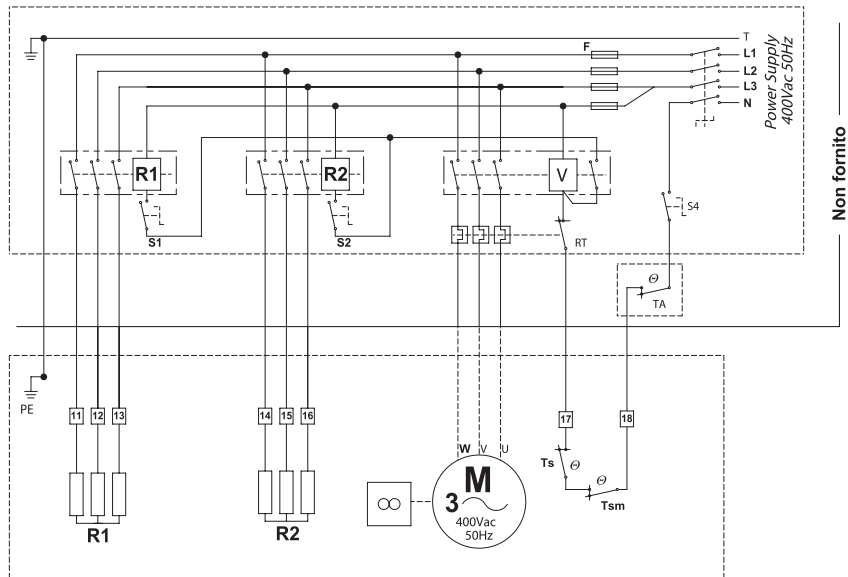 T
F
L1
L2
L3
N
Power Supply
400Vac 50Hz
Non fornito
R1
R2
V
S1
S2
RT
S4
Θ
TA
PE
11 12 13
14 15 16
17
18
W V U
Ts
Θ
Θ
Tsm
M
3
400Vac
50Hz
R1
R2